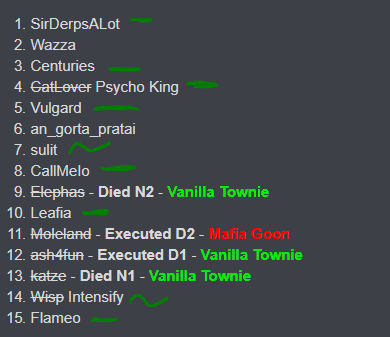 1. SirDerpsALot
2. Wazza
3. Centuries
4. CatLover Psycho King
5. Vulgard
6. an_gorta_pratai
7. sulit
8. CallMeIo
9. Elephas - Died N2 - Vanilla Townie
10. Leafia
11. Moleland - Executed D2 - Mafia Goon
12. ash4fun - Executed D1 - Vanilla Townie
13. katze - Died N1 - Vanilla Townie
14. Wisp Intensify
15. Flameo